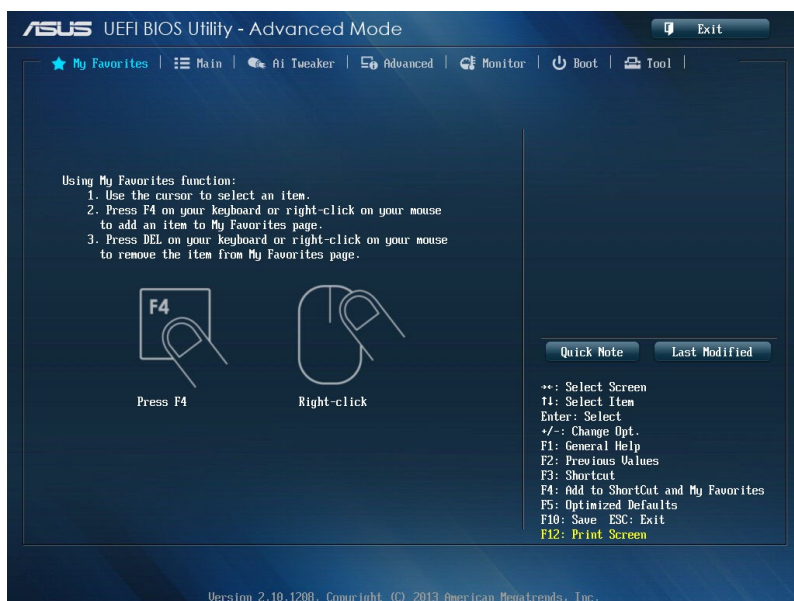 ASUS UEFI BIOS Utility - Advanced Mode
Exit
My Favorites | Main | Ai Tweaker | Advanced | Monitor | Boot | Tool |
Using My Favorites function:
1. Use the cursor to select an item.
2. Press F4 on your keyboard or right-click on your mouse
to add an item to My Favorites page.
3. Press DEL on your keyboard or right-click on your mouse
to remove the item from My Favorites page.
F4
Press F4
Right-click
Quick Note
Last Modified
→←: Select Screen
↑↓: Select Item
Enter: Select
+/-: Change Opt.
F1: General Help
F2: Previous Values
F3: Shortcut
F4: Add to ShortCut and My Favorites
F5: Optimized Defaults
F10: Save ESC: Exit
F12: Print Screen
Version 2.10.1208. Copyright (C) 2013 American Megatrends, Inc.